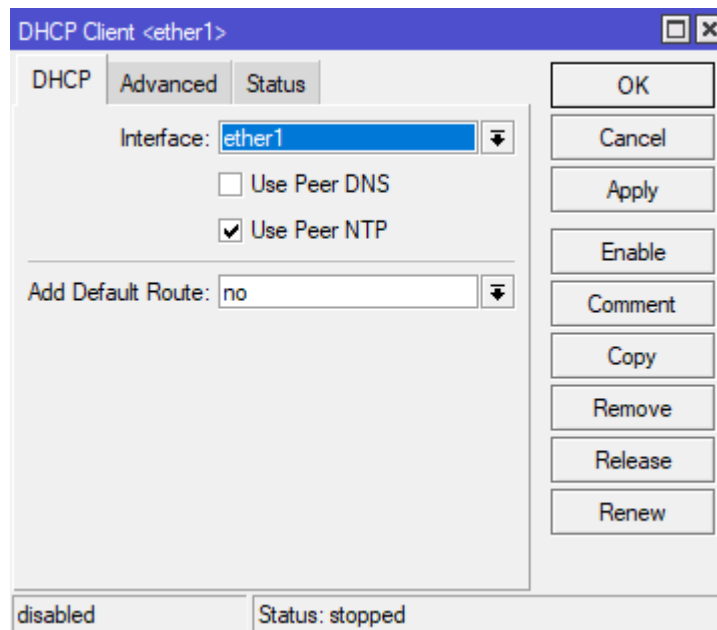 DHCP Client <ether1>
DHCP Advanced Status
Interface: ether1
Use Peer DNS
Use Peer NTP
Add Default Route: no
OK
Cancel
Apply
Enable
Comment
Copy
Remove
Release
Renew
disabled Status: stopped